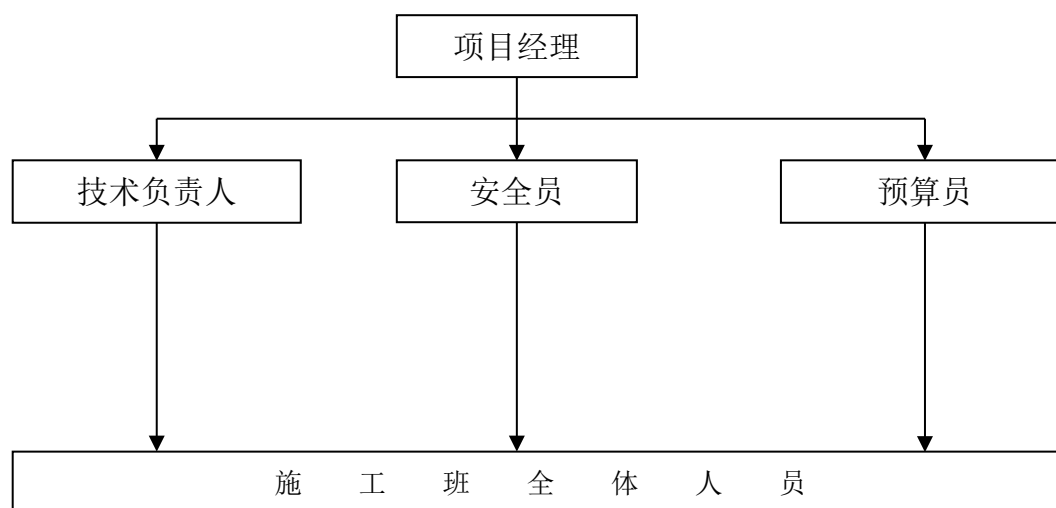 项目经理
技术负责人
安全员
预算员
施工班全体人员